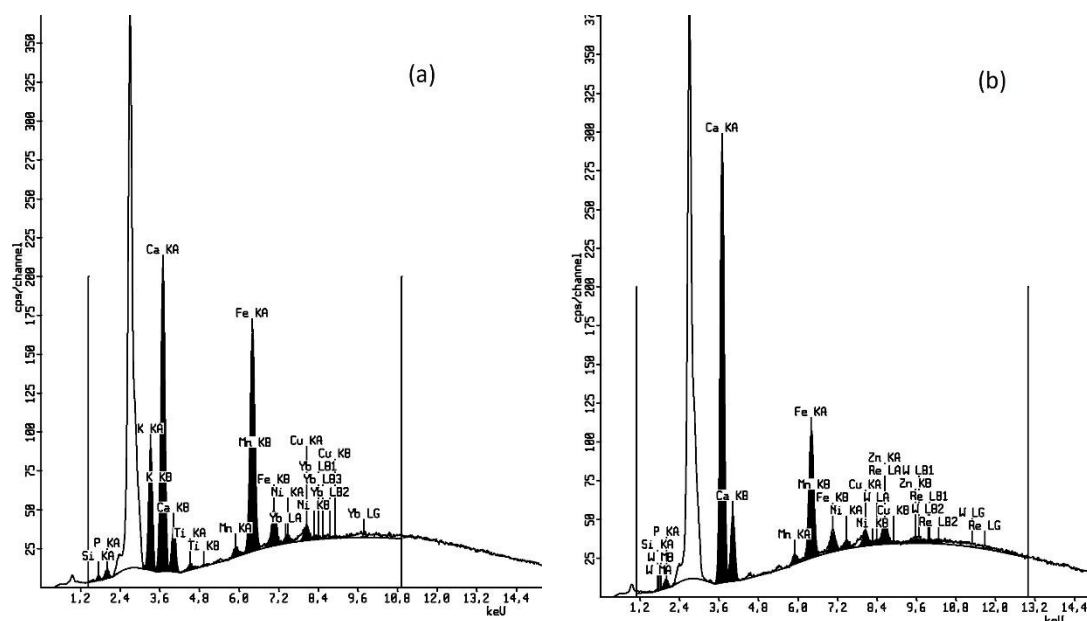 (a)
350
325
300
275
250
225
200
175
150
125
100
75
50
25
cps/channel
Ca KA
Fe KA
K KA
Mn KB
K KB
Ca KB
Ti KA
Ti KB
Mn KA
Fe KB
Ni KA
Yb LA
Cu KA
Cu KB
Yb LB1
Yb LB3
Yb LB2
Ni KB
Yb LG
P KA
Si KA
1,2 2,4 3,6 4,8 6,0 7,2 8,4 9,6 10,8 12,0 13,2 14,4
keV
(b)
350
325
300
275
250
225
200
175
150
125
100
75
50
25
cps/channel
Ca KA
Fe KA
Zn KA
Re LA W LB1
Mn KB
Cu KA
Zn KB
Ca KB
Fe KB
W LA
Re LB1
Ni KA
Cu KB
W LB2
W LG
Mn KA
Ni KB
Re LB2
Re LG
P KA
Si KA
W MB
W MA
1,2 2,4 3,6 4,8 6,0 7,2 8,4 9,6 10,8 12,0 13,2 14,4
keV